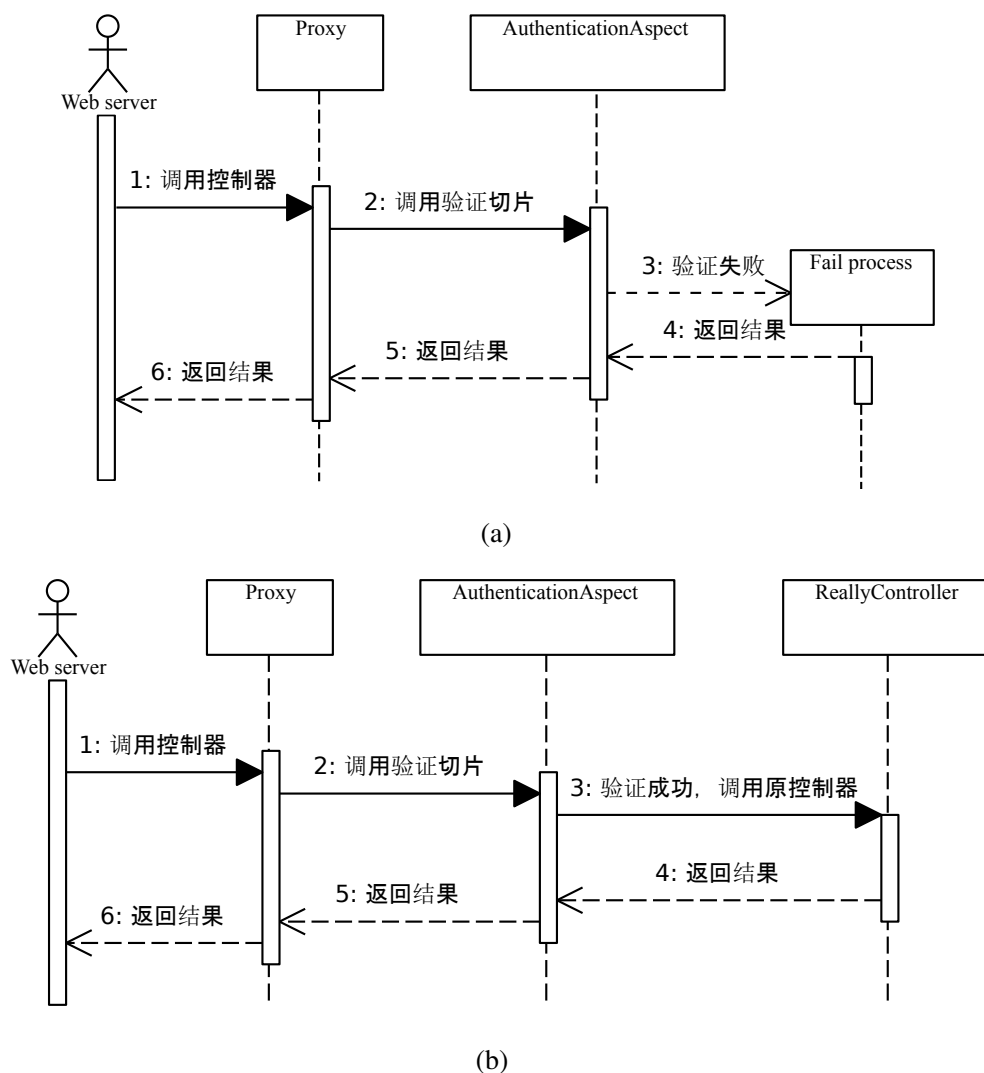 Proxy
AuthenticationAspect
Web server
1: 调用控制器
2: 调用验证切片
3: 验证失败
Fail process
4: 返回结果
5: 返回结果
6: 返回结果
(a)
Proxy
AuthenticationAspect
ReallyController
Web server
1: 调用控制器
2: 调用验证切片
3: 验证成功，调用原控制器
4: 返回结果
5: 返回结果
6: 返回结果
(b)